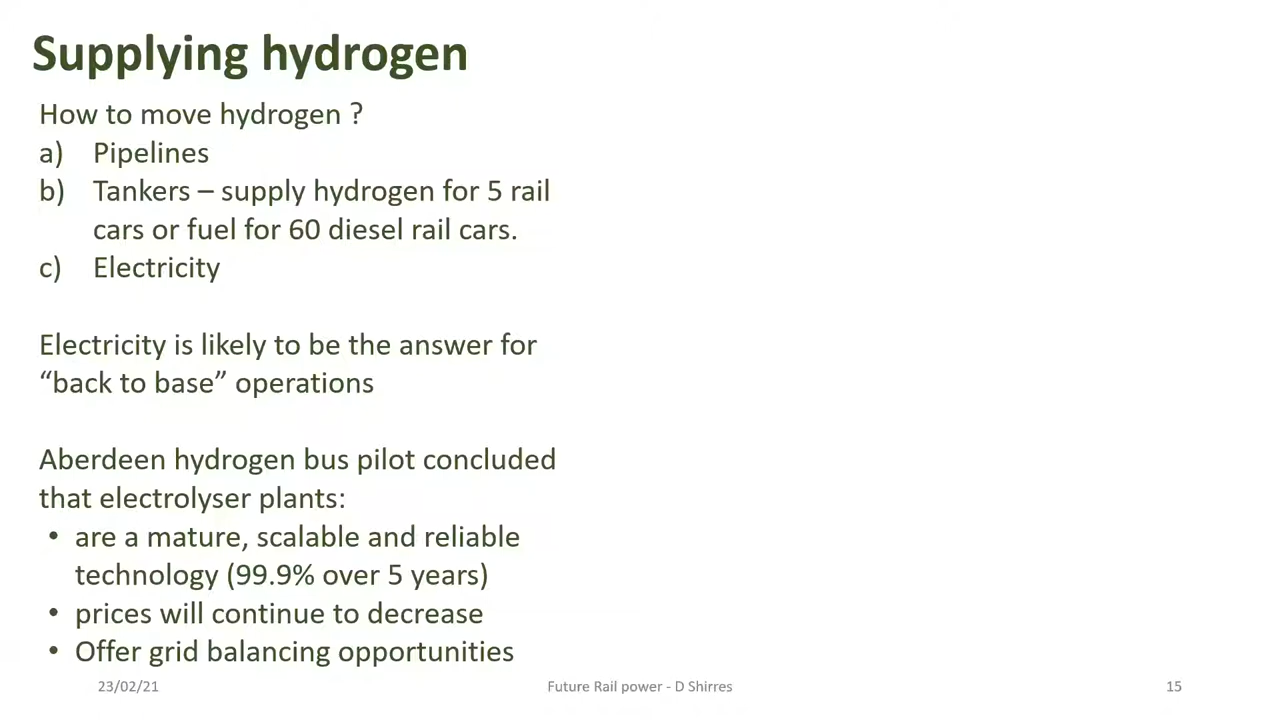 Supplying hydrogen
How to move hydrogen ?
a) Pipelines
b) Tankers – supply hydrogen for 5 rail
cars or fuel for 60 diesel rail cars.
c) Electricity
Electricity is likely to be the answer for
“back to base” operations
Aberdeen hydrogen bus pilot concluded
that electrolyser plants:
• are a mature, scalable and reliable
technology (99.9% over 5 years)
• prices will continue to decrease
• Offer grid balancing opportunities
23/02/21
Future Rail power - D Shirres
15